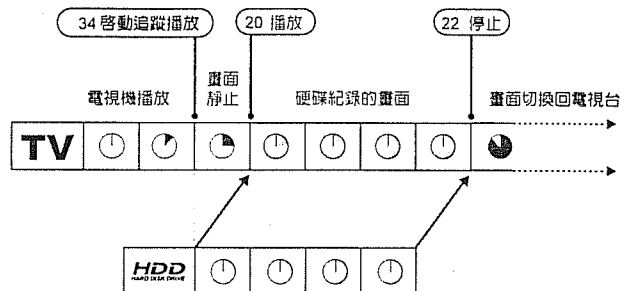 34 啓動追蹤播放
20 播放
22 停止
畫面
靜止
電視機播放
硬碟紀錄的畫面
畫面切換回電視台
TV
HDD
HARD DISK DRIVE